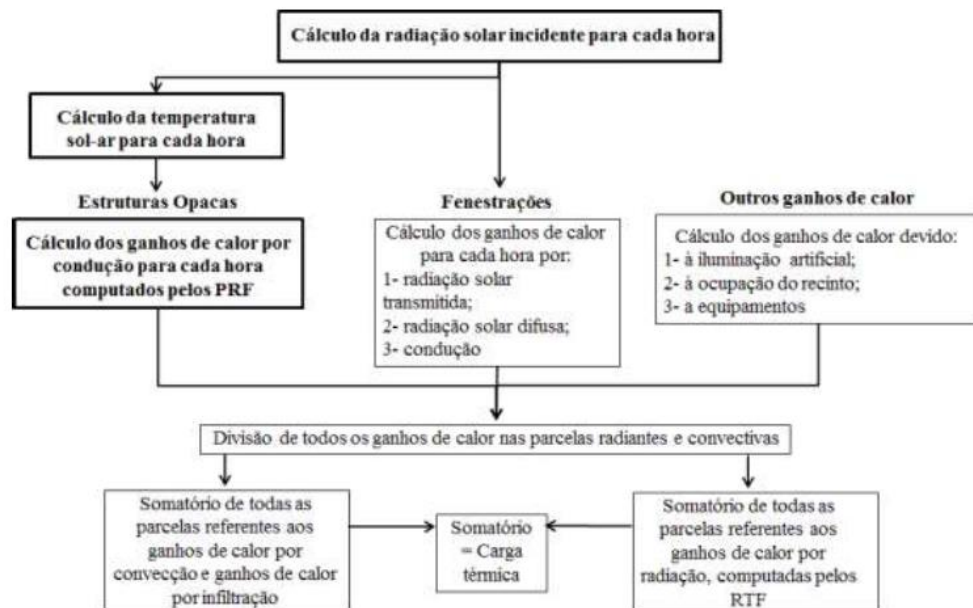 Cálculo da radiação solar incidente para cada hora
Cálculo da temperatura
sol-ar para cada hora
Estruturas Opacas
Cálculo dos ganhos de calor por
condução para cada hora
computados pelos PRF
Fenestrações
Cálculo dos ganhos de calor
para cada hora por:
1- radiação solar
transmitida;
2- radiação solar difusa;
3- condução
Outros ganhos de calor
Cálculo dos ganhos de calor devido:
1- à iluminação artificial;
2- à ocupação do recinto;
3- a equipamentos
Divisão de todos os ganhos de calor nas parcelas radiantes e convectivas
Somatório de todas as
parcelas referentes aos
ganhos de calor por
convecção e ganhos de calor
por infiltração
Somatório
= Carga
térmica
Somatório de todas as
parcelas referentes aos
ganhos de calor por
radiação, computadas pelos
RTF